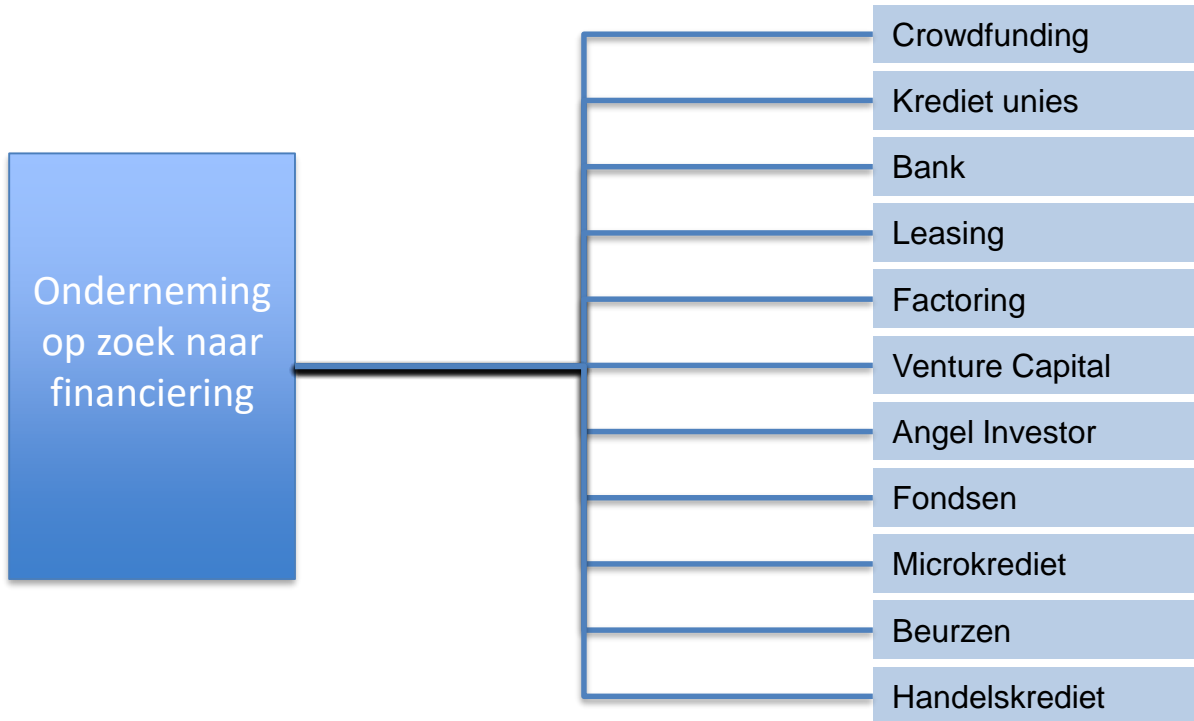 Onderneming
op zoek naar
financiering
Crowdfunding
Krediet unies
Bank
Leasing
Factoring
Venture Capital
Angel Investor
Fondsen
Microkrediet
Beurzen
Handelskrediet